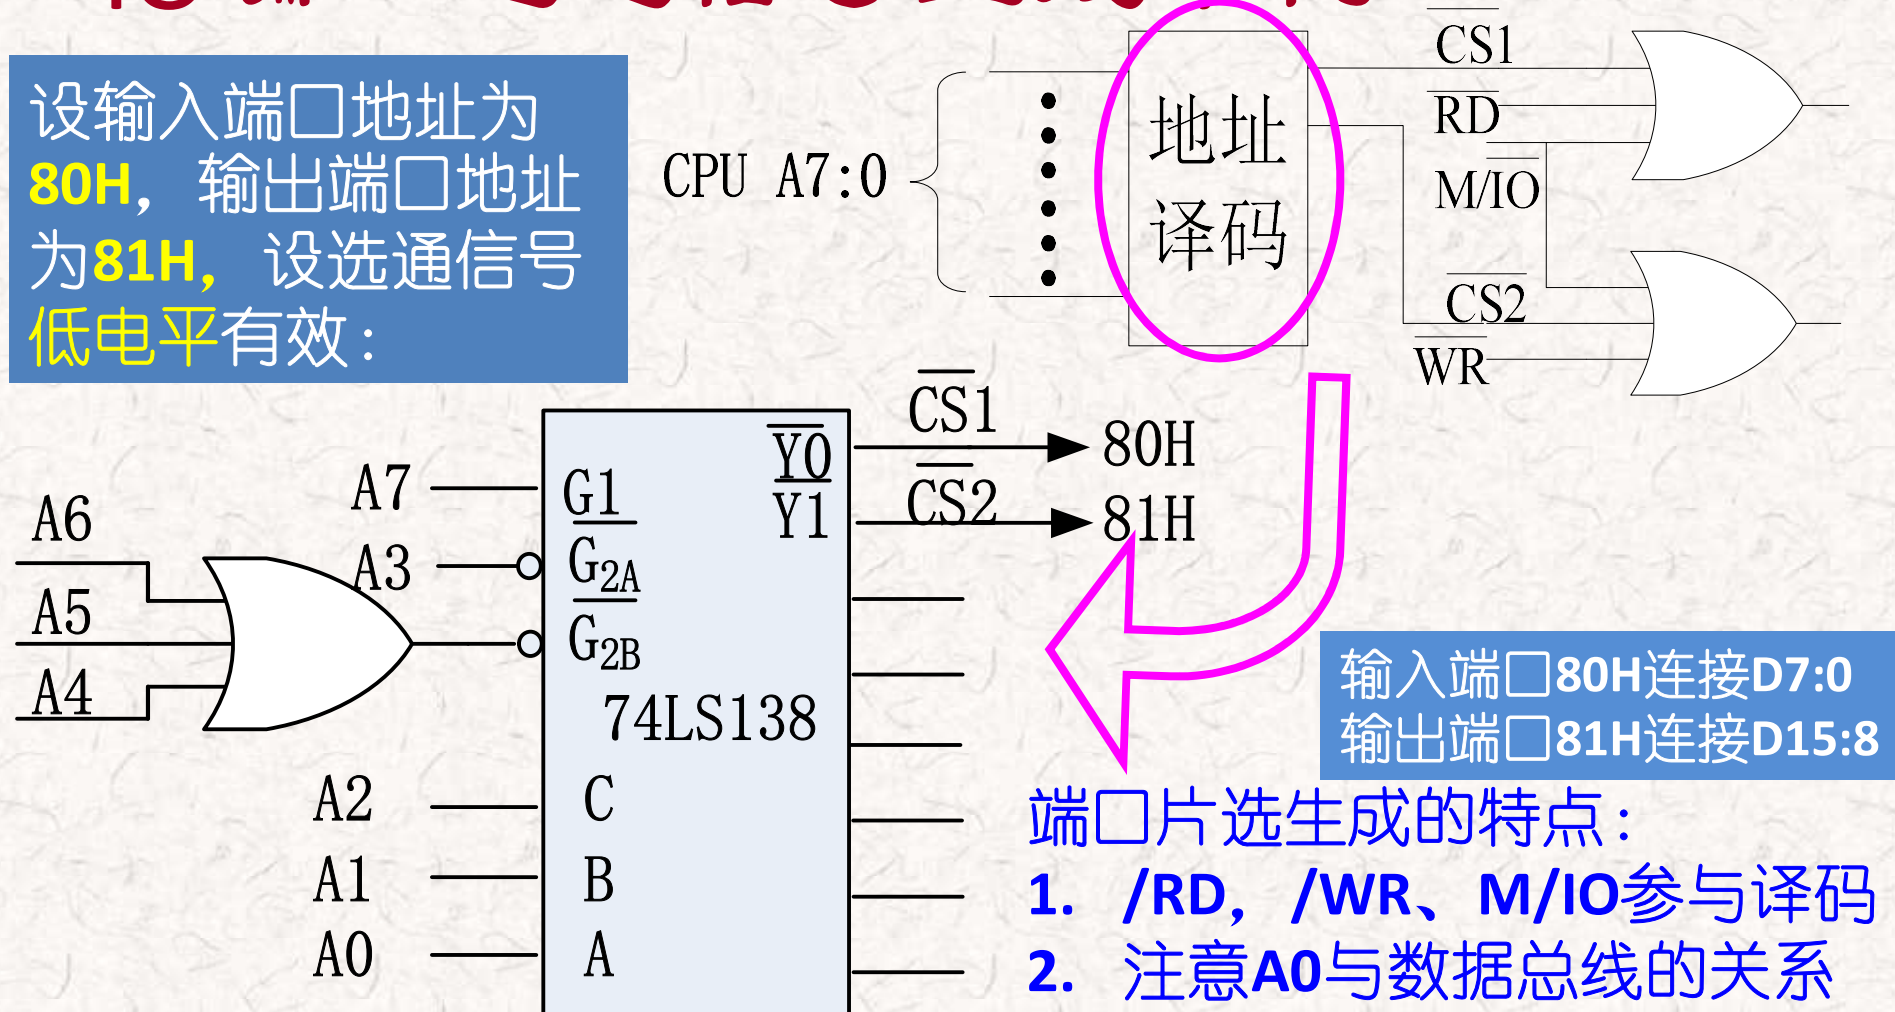 设输入端口地址为
80H，输出端口地址
为81H，设选通信号
低电平有效：
CPU A7:0
地址
译码
CS1
RD
M/IO
CS2
WR
A7
A6
A3
A5
A4
A2
A1
A0
G1
G2A
G2B
74LS138
C
B
A
Y0
Y1
CS1
80H
CS2
81H
输入端口80H连接D7:0
输出端口81H连接D15:8
端口片选生成的特点：
1. /RD，/WR、M/IO参与译码
2. 注意A0与数据总线的关系